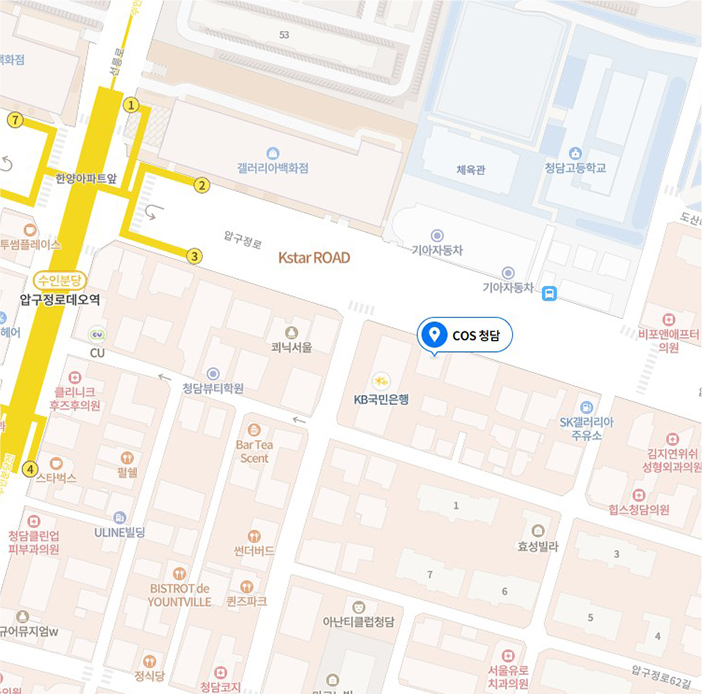 수인
백화점
53
선릉로
1
7
갤러리아백화점
체육관
청담고등학교
한양아파트앞
2
도산
투썸플레이스
압구정로
Kstar ROAD
3
기아자동차
기아자동차
수인분당
압구정로데오역
헤어
CU
쾨닉서울
COS 청담
비포앤애프터
의원
클리니크
후즈후의원
청담뷰티학원
KB국민은행
SK갤러리아
주유소
Bar Tea
Scent
김지연위쉬
성형외과의원
4
스타벅스
펄쉘
수인분당선
힙스청담의원
1
청담클린업
피부과의원
ULINE빌딩
썬더버드
효성빌라
3
BISTROT de
YOUNTVILLE
퀸즈파크
7
6
규어뮤지엄w
아난티클럽청담
5
4
정식당
청담코지
서울유로
치과의원
압구정로62길
의원